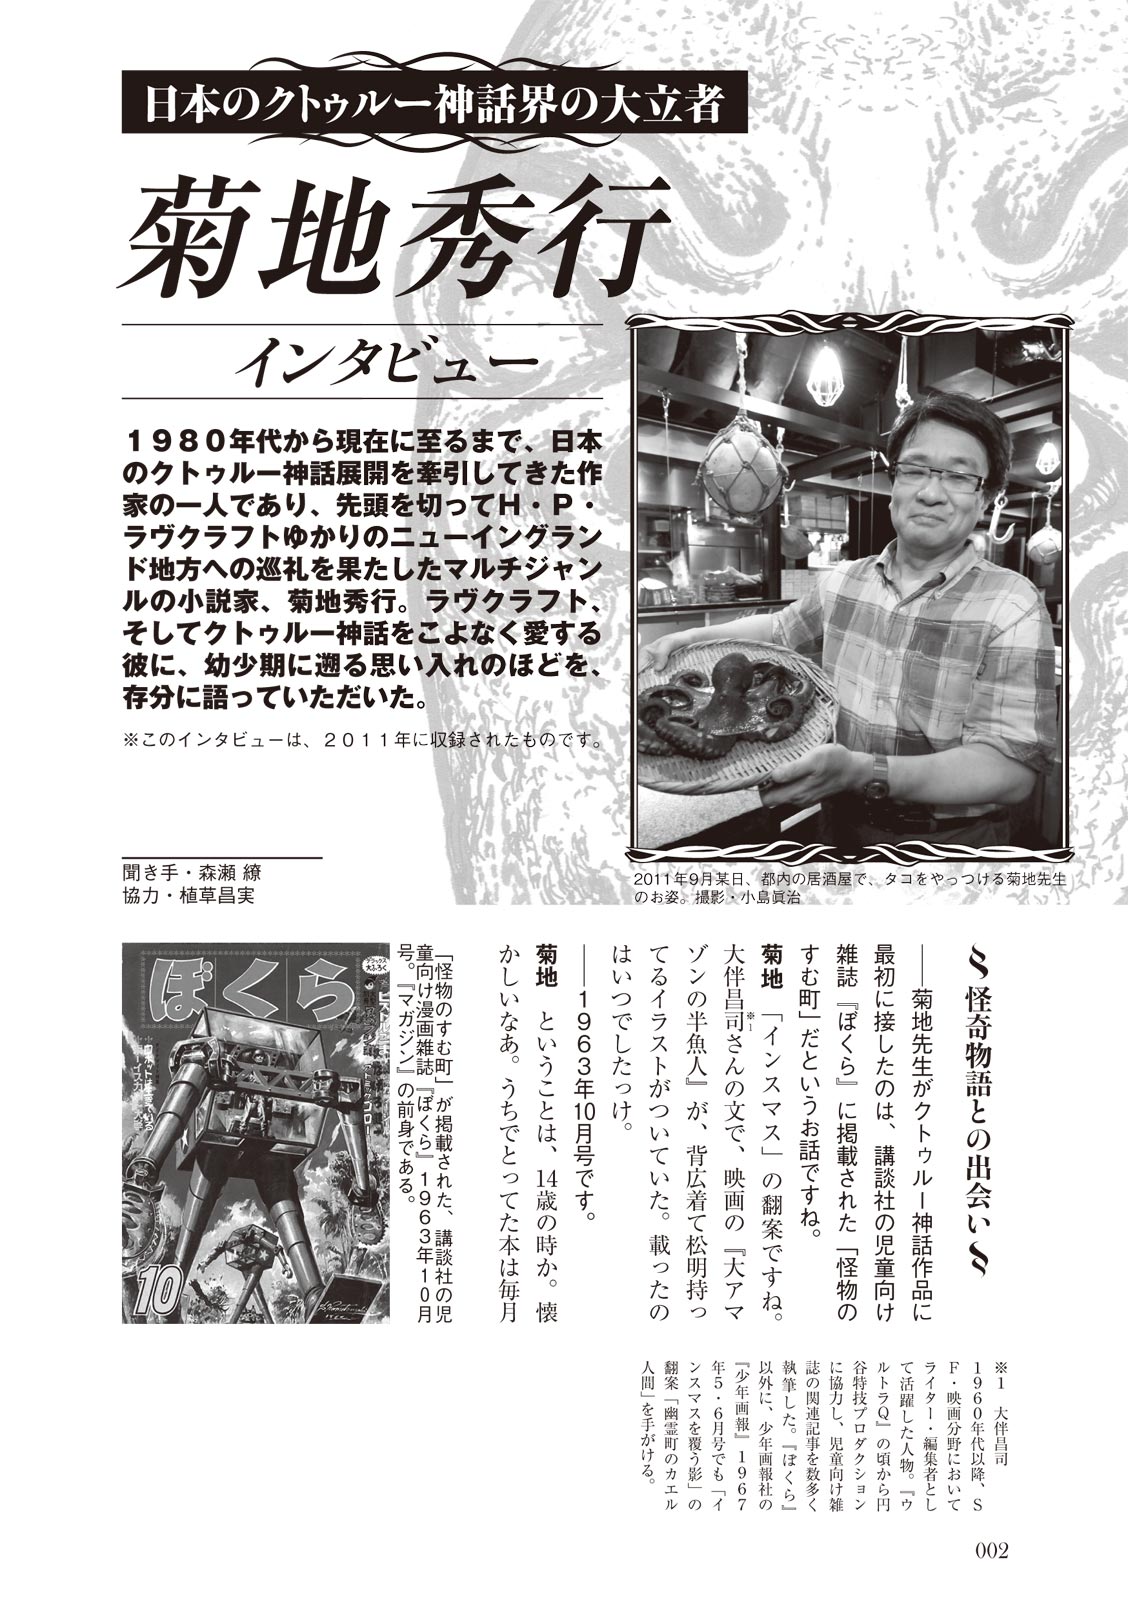 日本のクトゥルー神話界の大立者
菊地秀行
インタビュー
１９８０年代から現在に至るまで、日本
のクトゥルー神話展開を牽引してきた作
家の一人であり、先頭を切ってＨ・Ｐ・
ラヴクラフトゆかりのニューイングラン
ド地方への巡礼を果たしたマルチジャン
ルの小説家、菊地秀行。ラヴクラフト、
そしてクトゥルー神話をこよなく愛する
彼に、幼少期に遡る思い入れのほどを、
存分に語っていただいた。
※このインタビューは、２０１１年に収録されたものです。
聞き手・森瀬 繚
協力・植草昌実
2011年9月某日、都内の居酒屋で、タコをやっつける菊地先生
のお姿。撮影・小島眞治
§怪奇物語との出会い§
――菊地先生がクトゥルー神話作品に
最初に接したのは、講談社の児童向け
雑誌『ぼくら』に掲載された「怪物の
すむ町」だというお話ですね。
菊地　「インスマス」の翻案ですね。
大伴昌司※1さんの文で、映画の『大アマ
ゾンの半魚人』が、背広着て松明持っ
てるイラストがついていた。載ったの
はいつでしたっけ。
――1963年10月号です。
菊地　ということは、14歳の時か。懐
かしいなあ。うちでとってた本は毎月
「怪物のすむ町」が掲載された、講談社の児
童向け漫画雑誌『ぼくら』１９６３年１０月
号。『マガジン』の前身である。
ぼくら
10
※１　大伴昌司
１９６０年代以降、Ｓ
Ｆ・映画分野において
ライター・編集者とし
て活躍した人物。『ウ
ルトラＱ』の頃から円
谷特技プロダクション
に協力し、児童向け雑
誌の関連記事を数多く
執筆した。『ぼくら』
以外に、少年画報社の
『少年画報』１９６７
年５・６月号でも「イ
ンスマスを覆う影」の
翻案「幽霊町のカエル
人間」を手がける。
002